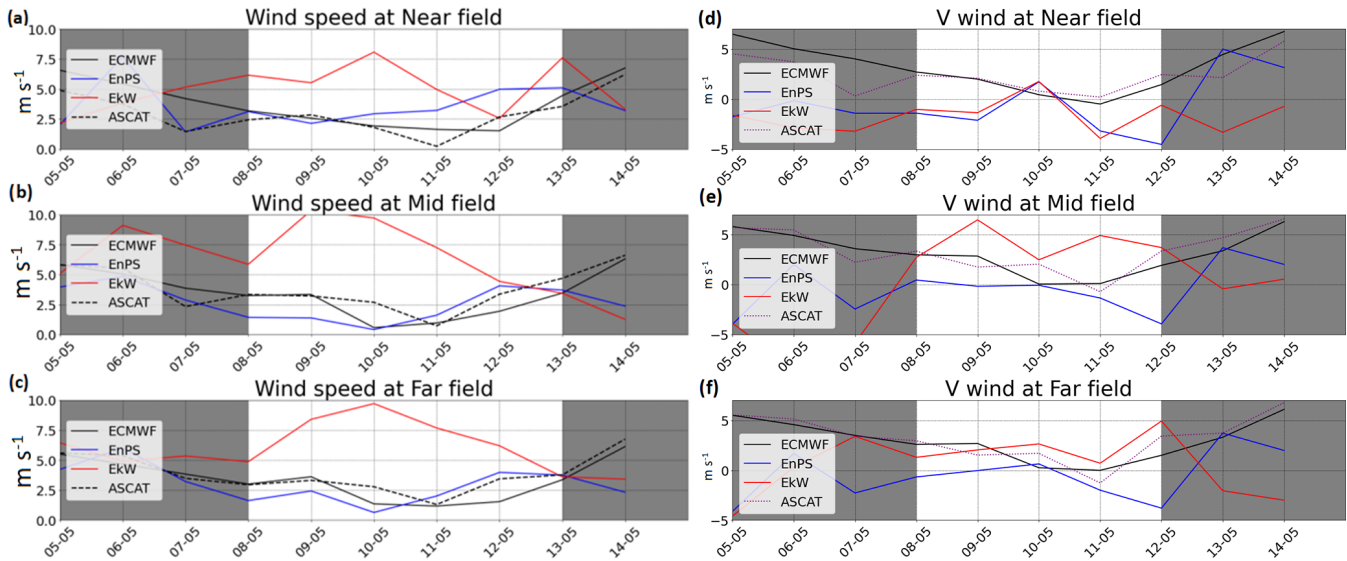 (a)
Wind speed at Near field
10.0
7.5
5.0
2.5
0.0
m s⁻¹
ECMWF
EnPS
EkW
ASCAT
05-05
06-05
07-05
08-05
09-05
10-05
11-05
12-05
13-05
14-05
(b)
Wind speed at Mid field
10.0
7.5
5.0
2.5
0.0
m s⁻¹
ECMWF
EnPS
EkW
ASCAT
05-05
06-05
07-05
08-05
09-05
10-05
11-05
12-05
13-05
14-05
(c)
Wind speed at Far field
10.0
7.5
5.0
2.5
0.0
m s⁻¹
ECMWF
EnPS
EkW
ASCAT
05-05
06-05
07-05
08-05
09-05
10-05
11-05
12-05
13-05
14-05
(d)
V wind at Near field
5
0
−5
m s⁻¹
ECMWF
EnPS
EkW
ASCAT
05-05
06-05
07-05
08-05
09-05
10-05
11-05
12-05
13-05
14-05
(e)
V wind at Mid field
5
0
−5
m s⁻¹
ECMWF
EnPS
EkW
ASCAT
05-05
06-05
07-05
08-05
09-05
10-05
11-05
12-05
13-05
14-05
(f)
V wind at Far field
5
0
−5
m s⁻¹
ECMWF
EnPS
EkW
ASCAT
05-05
06-05
07-05
08-05
09-05
10-05
11-05
12-05
13-05
14-05